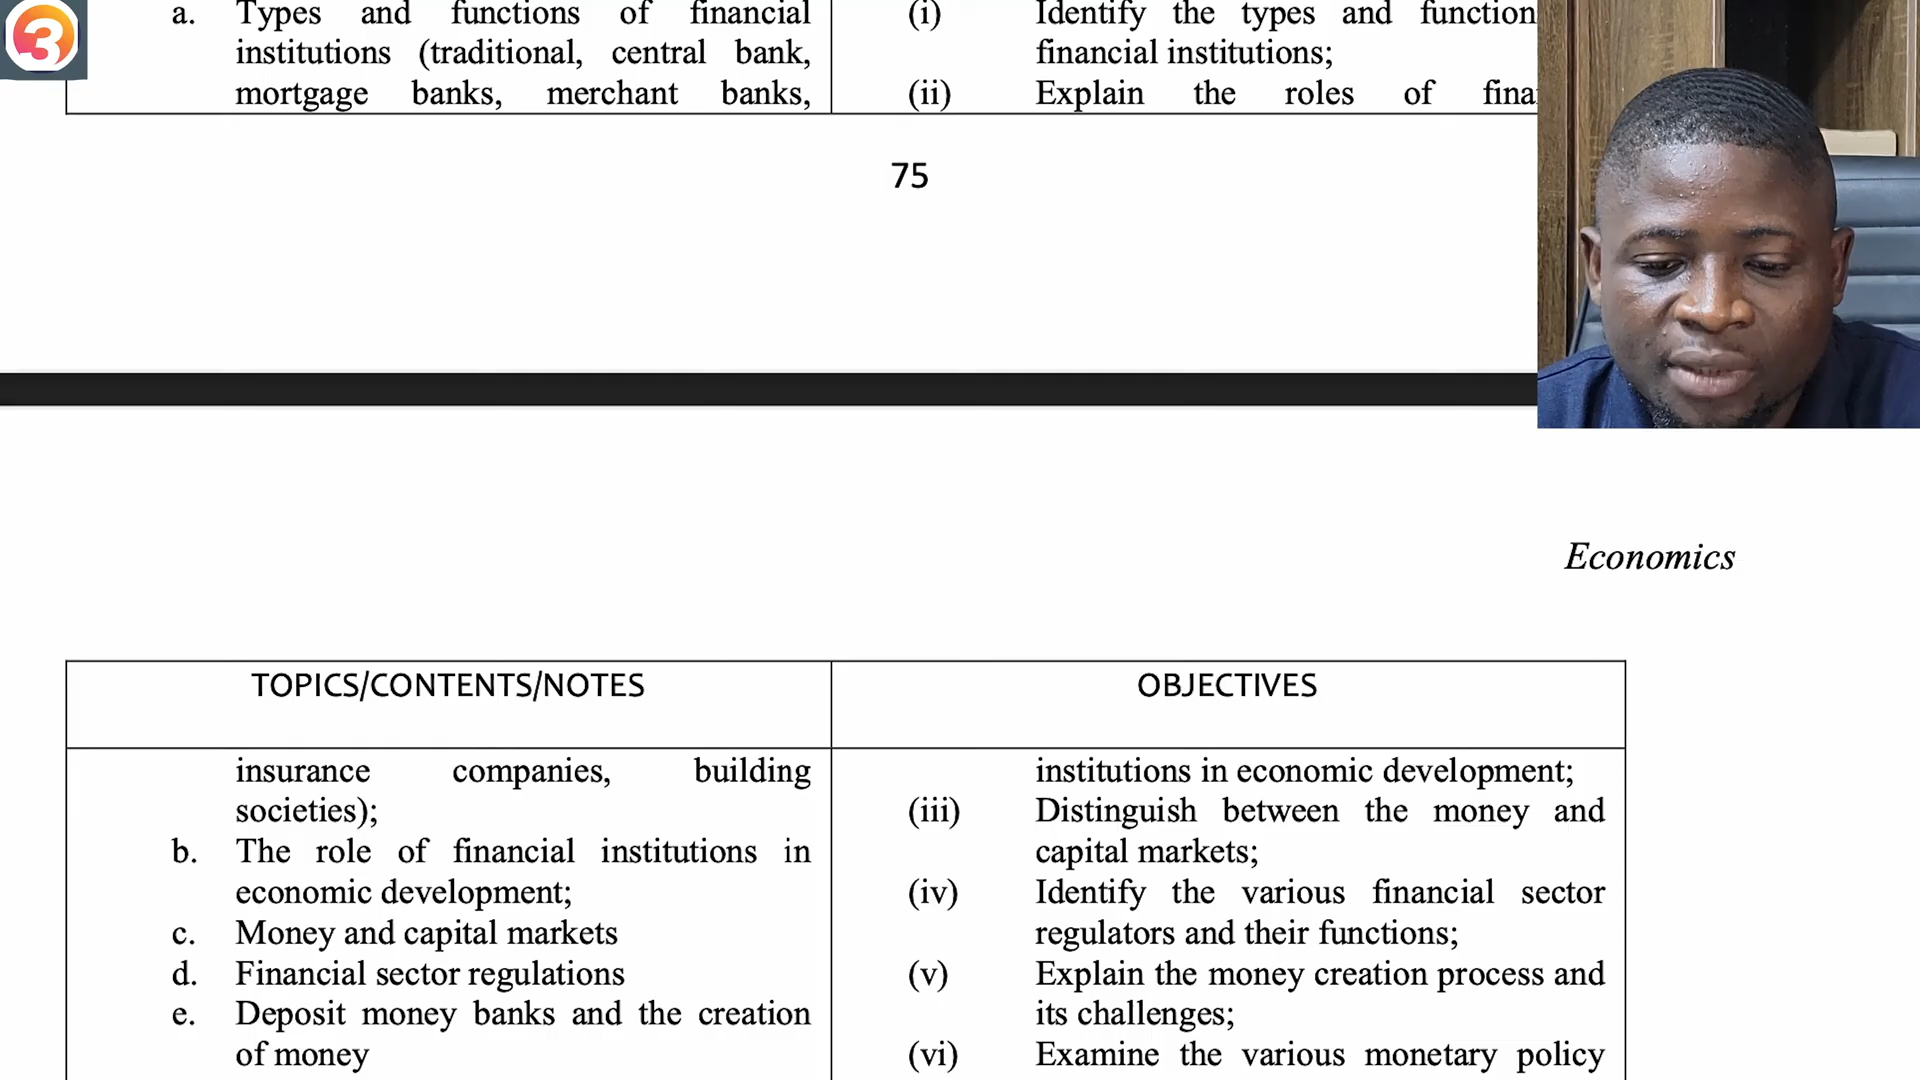 3
a. Types and functions of financial
institutions (traditional, central bank,
mortgage banks, merchant banks,
(i) Identify the types and function
financial institutions;
(ii) Explain the roles of fina
75
Economics
TOPICS/CONTENTS/NOTES
OBJECTIVES
insurance companies, building
societies);
b. The role of financial institutions in
economic development;
c. Money and capital markets
d. Financial sector regulations
e. Deposit money banks and the creation
of money
institutions in economic development;
(iii) Distinguish between the money and
capital markets;
(iv) Identify the various financial sector
regulators and their functions;
(v) Explain the money creation process and
its challenges;
(vi) Examine the various monetary policy